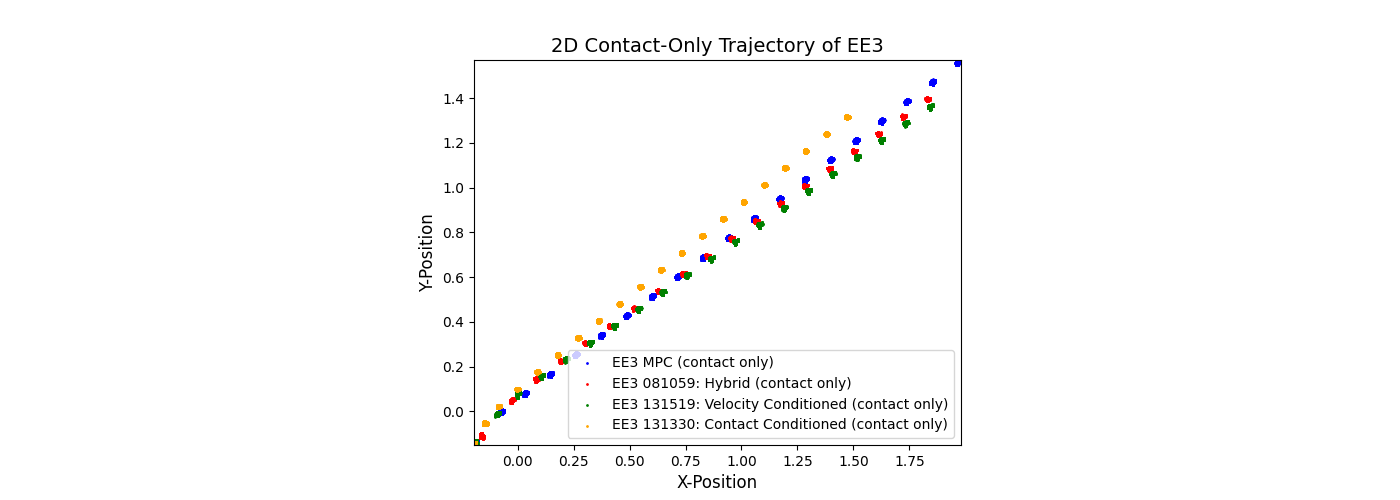 2D Contact-Only Trajectory of EE3
Y-Position
1.4
1.2
1.0
0.8
0.6
0.4
0.2
0.0
EE3 MPC (contact only)
EE3 081059: Hybrid (contact only)
EE3 131519: Velocity Conditioned (contact only)
EE3 131330: Contact Conditioned (contact only)
0.00 0.25 0.50 0.75 1.00 1.25 1.50 1.75
X-Position